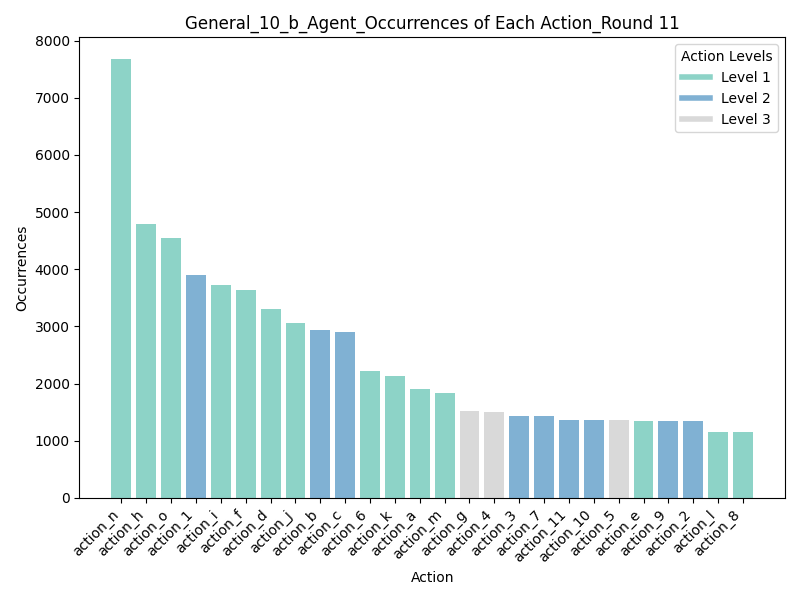 General_10_b_Agent_Occurrences of Each Action_Round 11
Action Levels
Level 1
Level 2
Level 3
Occurrences
8000
7000
6000
5000
4000
3000
2000
1000
0
action_n
action_h
action_o
action_1
action_i
action_f
action_d
action_j
action_b
action_c
action_6
action_k
action_a
action_m
action_g
action_4
action_3
action_7
action_11
action_10
action_5
action_e
action_9
action_2
action_l
action_8
Action